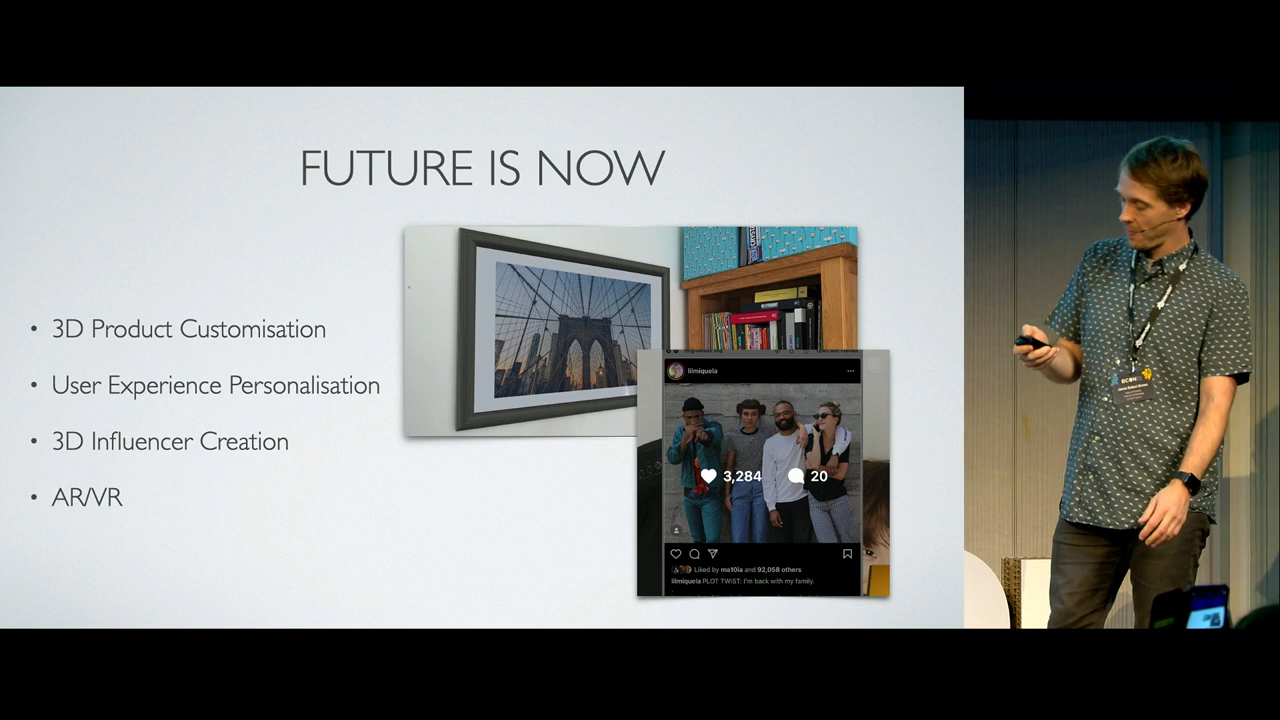 FUTURE IS NOW
• 3D Product Customisation
• User Experience Personalisation
• 3D Influencer Creation
• AR/VR
lilmiquela
3,284
20
Liked by ma10ia and 92,058 others
lilmiquela PLOT TWIST: I'm back with my family.
BCON